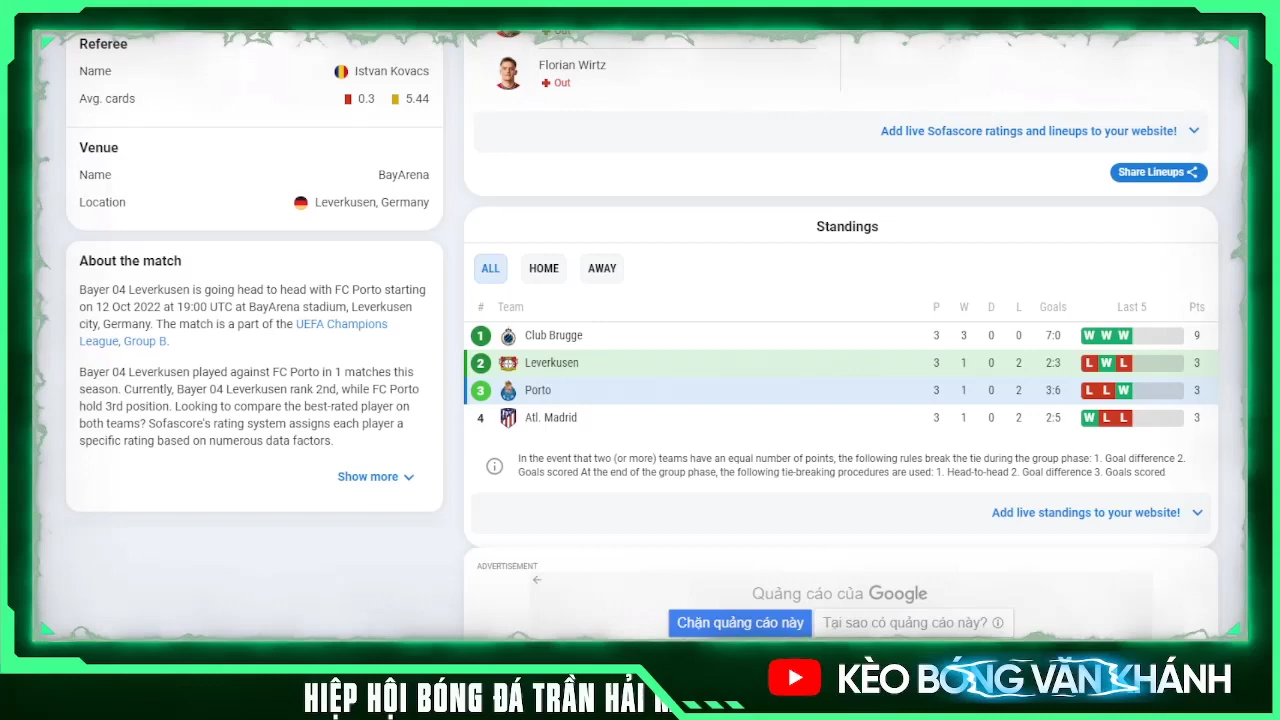 Referee
Name Istvan Kovacs
Avg. cards 0.3 5.44
Venue
Name BayArena
Location Leverkusen, Germany
About the match
Bayer 04 Leverkusen is going head to head with FC Porto starting
on 12 Oct 2022 at 19:00 UTC at BayArena stadium, Leverkusen
city, Germany. The match is a part of the UEFA Champions
League, Group B.
Bayer 04 Leverkusen played against FC Porto in 1 matches this
season. Currently, Bayer 04 Leverkusen rank 2nd, while FC Porto
hold 3rd position. Looking to compare the best-rated player on
both teams? Sofascore's rating system assigns each player a
specific rating based on numerous data factors.
Show more
Out
Florian Wirtz
Out
Add live Sofascore ratings and lineups to your website!
Share Lineups
Standings
ALL HOME AWAY
# Team P W D L Goals Last 5 Pts
1 Club Brugge 3 3 0 0 7:0 W W W 9
2 Leverkusen 3 1 0 2 2:3 L W L 3
3 Porto 3 1 0 2 3:6 L L W 3
4 Atl. Madrid 3 1 0 2 2:5 W L L 3
In the event that two (or more) teams have an equal number of points, the following rules break the tie during the group phase: 1. Goal difference 2.
Goals scored At the end of the group phase, the following tie-breaking procedures are used: 1. Head-to-head 2. Goal difference 3. Goals scored
Add live standings to your website!
ADVERTISEMENT
Quảng cáo của Google
Chặn quảng cáo này Tại sao có quảng cáo này?
HIỆP HỘI BÓNG ĐÁ TRẦN HẢI
KÈO BÓNG VĂN KHÁNH